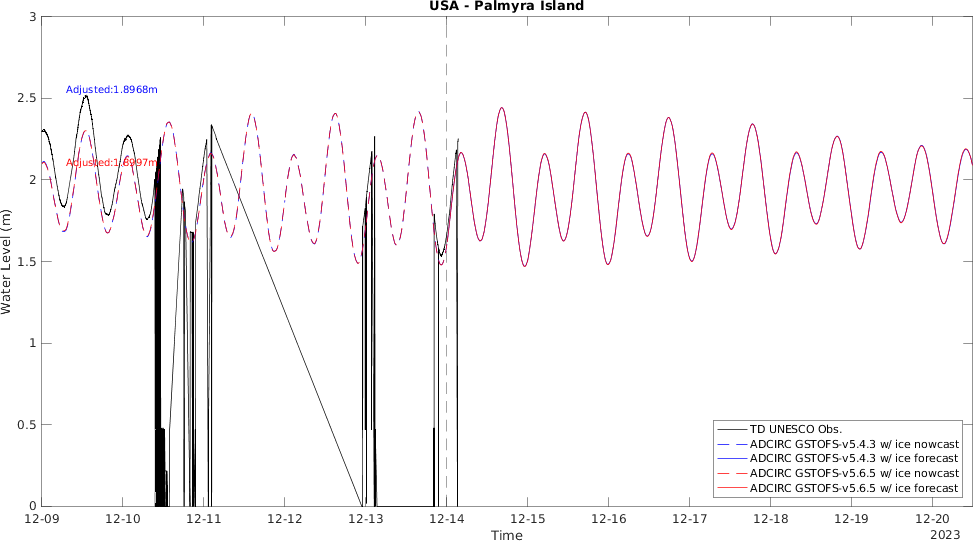 USA - Palmyra Island
3
2.5
2
1.5
1
0.5
0
Water Level (m)
Adjusted:1.8968m
Adjusted:1.8997m
TD UNESCO Obs.
ADCIRC GSTOFS-v5.4.3 w/ ice nowcast
ADCIRC GSTOFS-v5.4.3 w/ ice forecast
ADCIRC GSTOFS-v5.6.5 w/ ice nowcast
ADCIRC GSTOFS-v5.6.5 w/ ice forecast
12-09 12-10 12-11 12-12 12-13 12-14 12-15 12-16 12-17 12-18 12-19 12-20
Time
2023